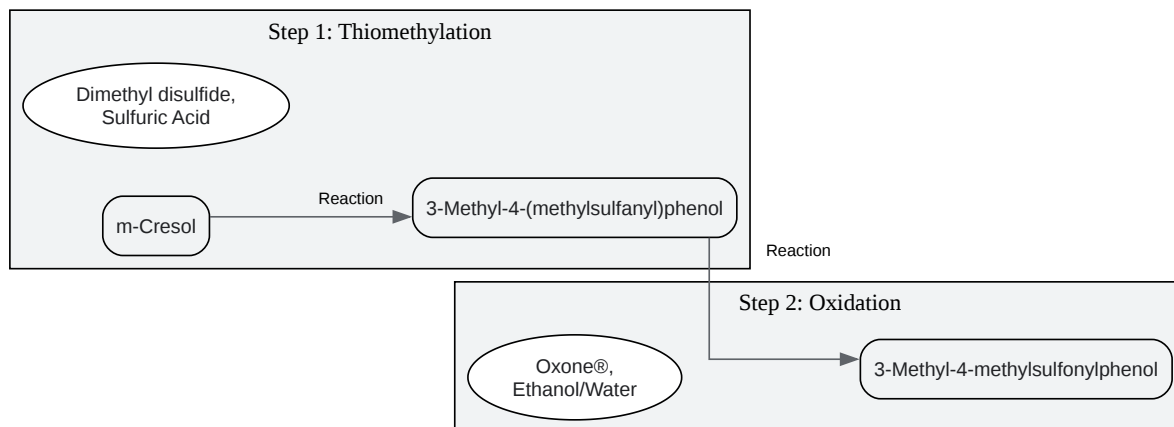 Step 1: Thiomethylation
Dimethyl disulfide,
Sulfuric Acid
m-Cresol
Reaction
3-Methyl-4-(methylsulfanyl)phenol
Reaction
Step 2: Oxidation
Oxone®,
Ethanol/Water
3-Methyl-4-methylsulfonylphenol